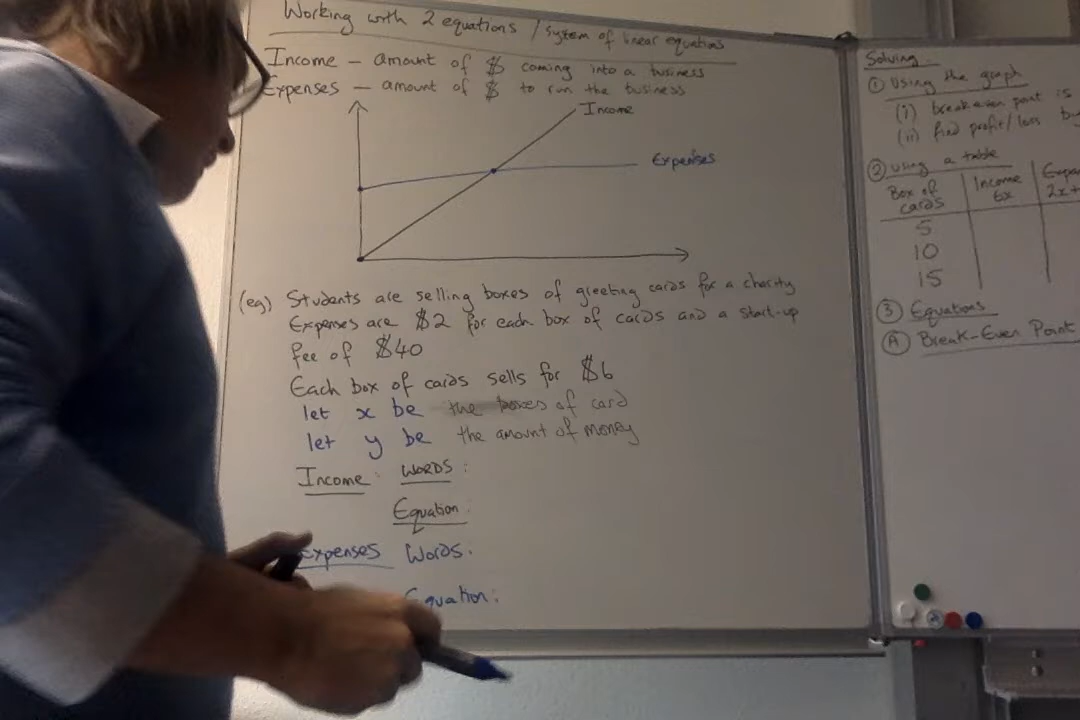 Working with 2 equations / system of linear equations
Income – amount of $ coming into a business
Expenses – amount of $ to run the business
Income
Expenses
(eg) Students are selling boxes of greeting cards for a charity
Expenses are $2 for each box of cards and a start-up
fee of $40
Each box of cards sells for $6
let x be the boxes of card
let y be the amount of money
Income: WORDS:
Equation:
Expenses Words:
Equation:
Solving
① Using the graph
(i) breakeven point is
(ii) find profit/loss by
② Using a table
Box of cards | Income 6x | 2x+
5
10
15
③ Equations
Ⓐ Break-Even Point